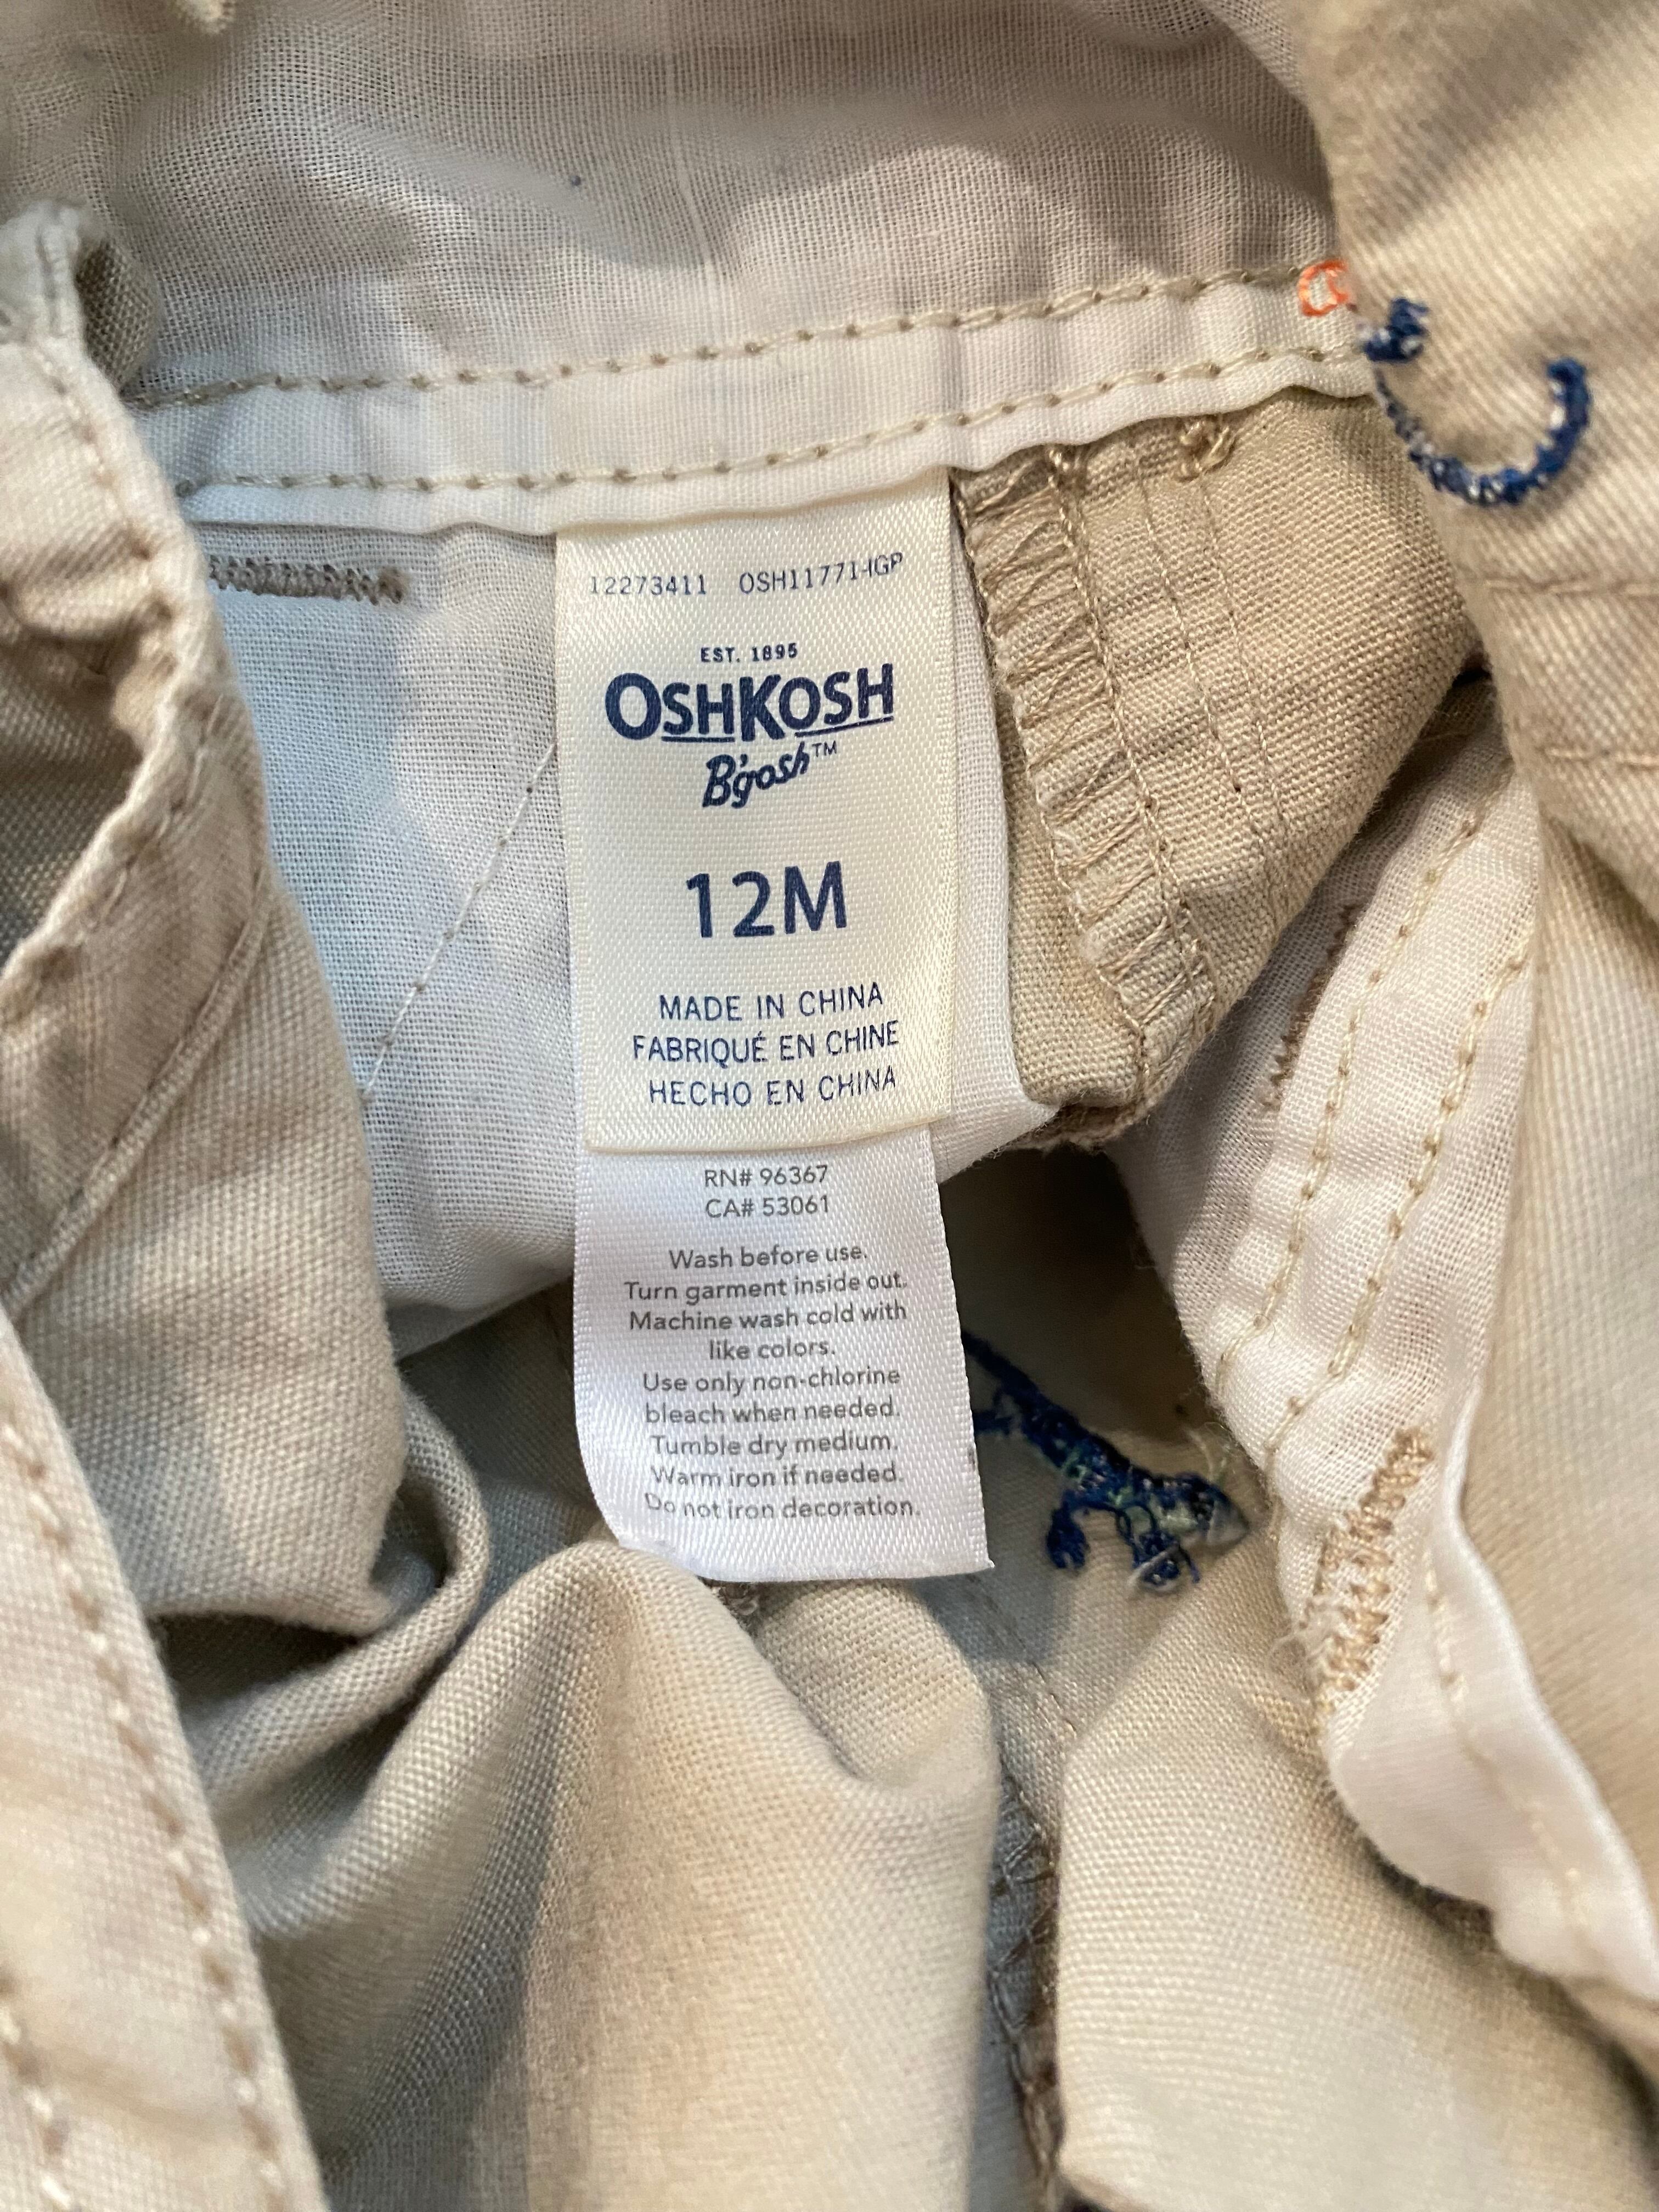 12273411 OSH11771-IGP
EST. 1895
OSHKOSH
B'gosh™
12M
MADE IN CHINA
FABRIQUÉ EN CHINE
HECHO EN CHINA
RN# 96367
CA# 53061
Wash before use.
Turn garment inside out.
Machine wash cold with
like colors.
Use only non-chlorine
bleach when needed.
Tumble dry medium.
Warm iron if needed.
Do not iron decoration.